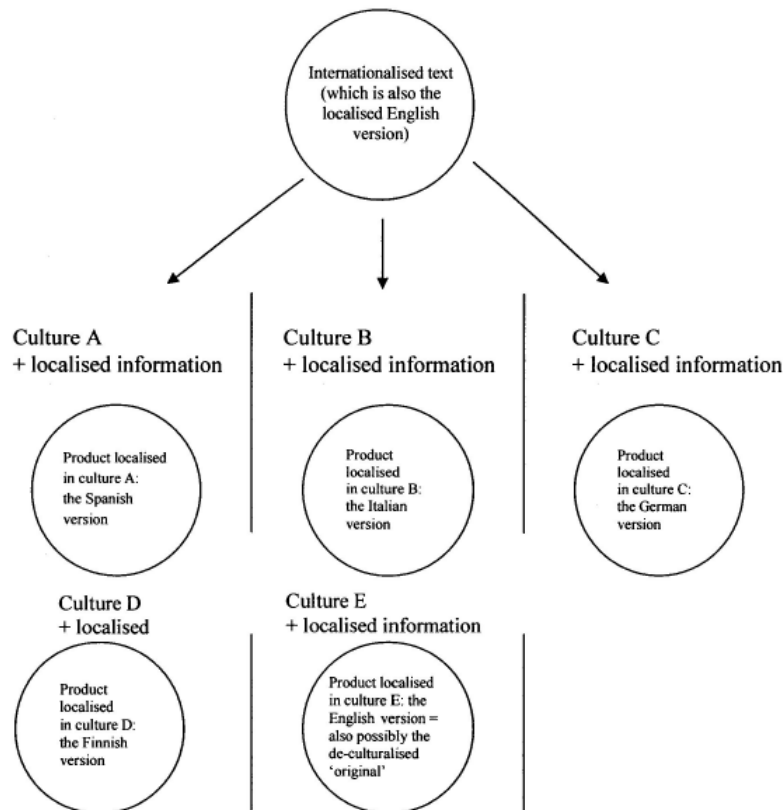 Internationalised text
(which is also the
localised English
version)
Culture A
+ localised information
Culture B
+ localised information
Culture C
+ localised information
Product localised
in culture A:
the Spanish
version
Product
localised
in culture B:
the Italian
version
Product
localised
in culture C:
the German
version
Culture D
+ localised
Culture E
+ localised information
Product
localised
in culture D:
the Finnish
version
Product localised
in culture E: the
English version =
also possibly the
de-culturalised
‘original’